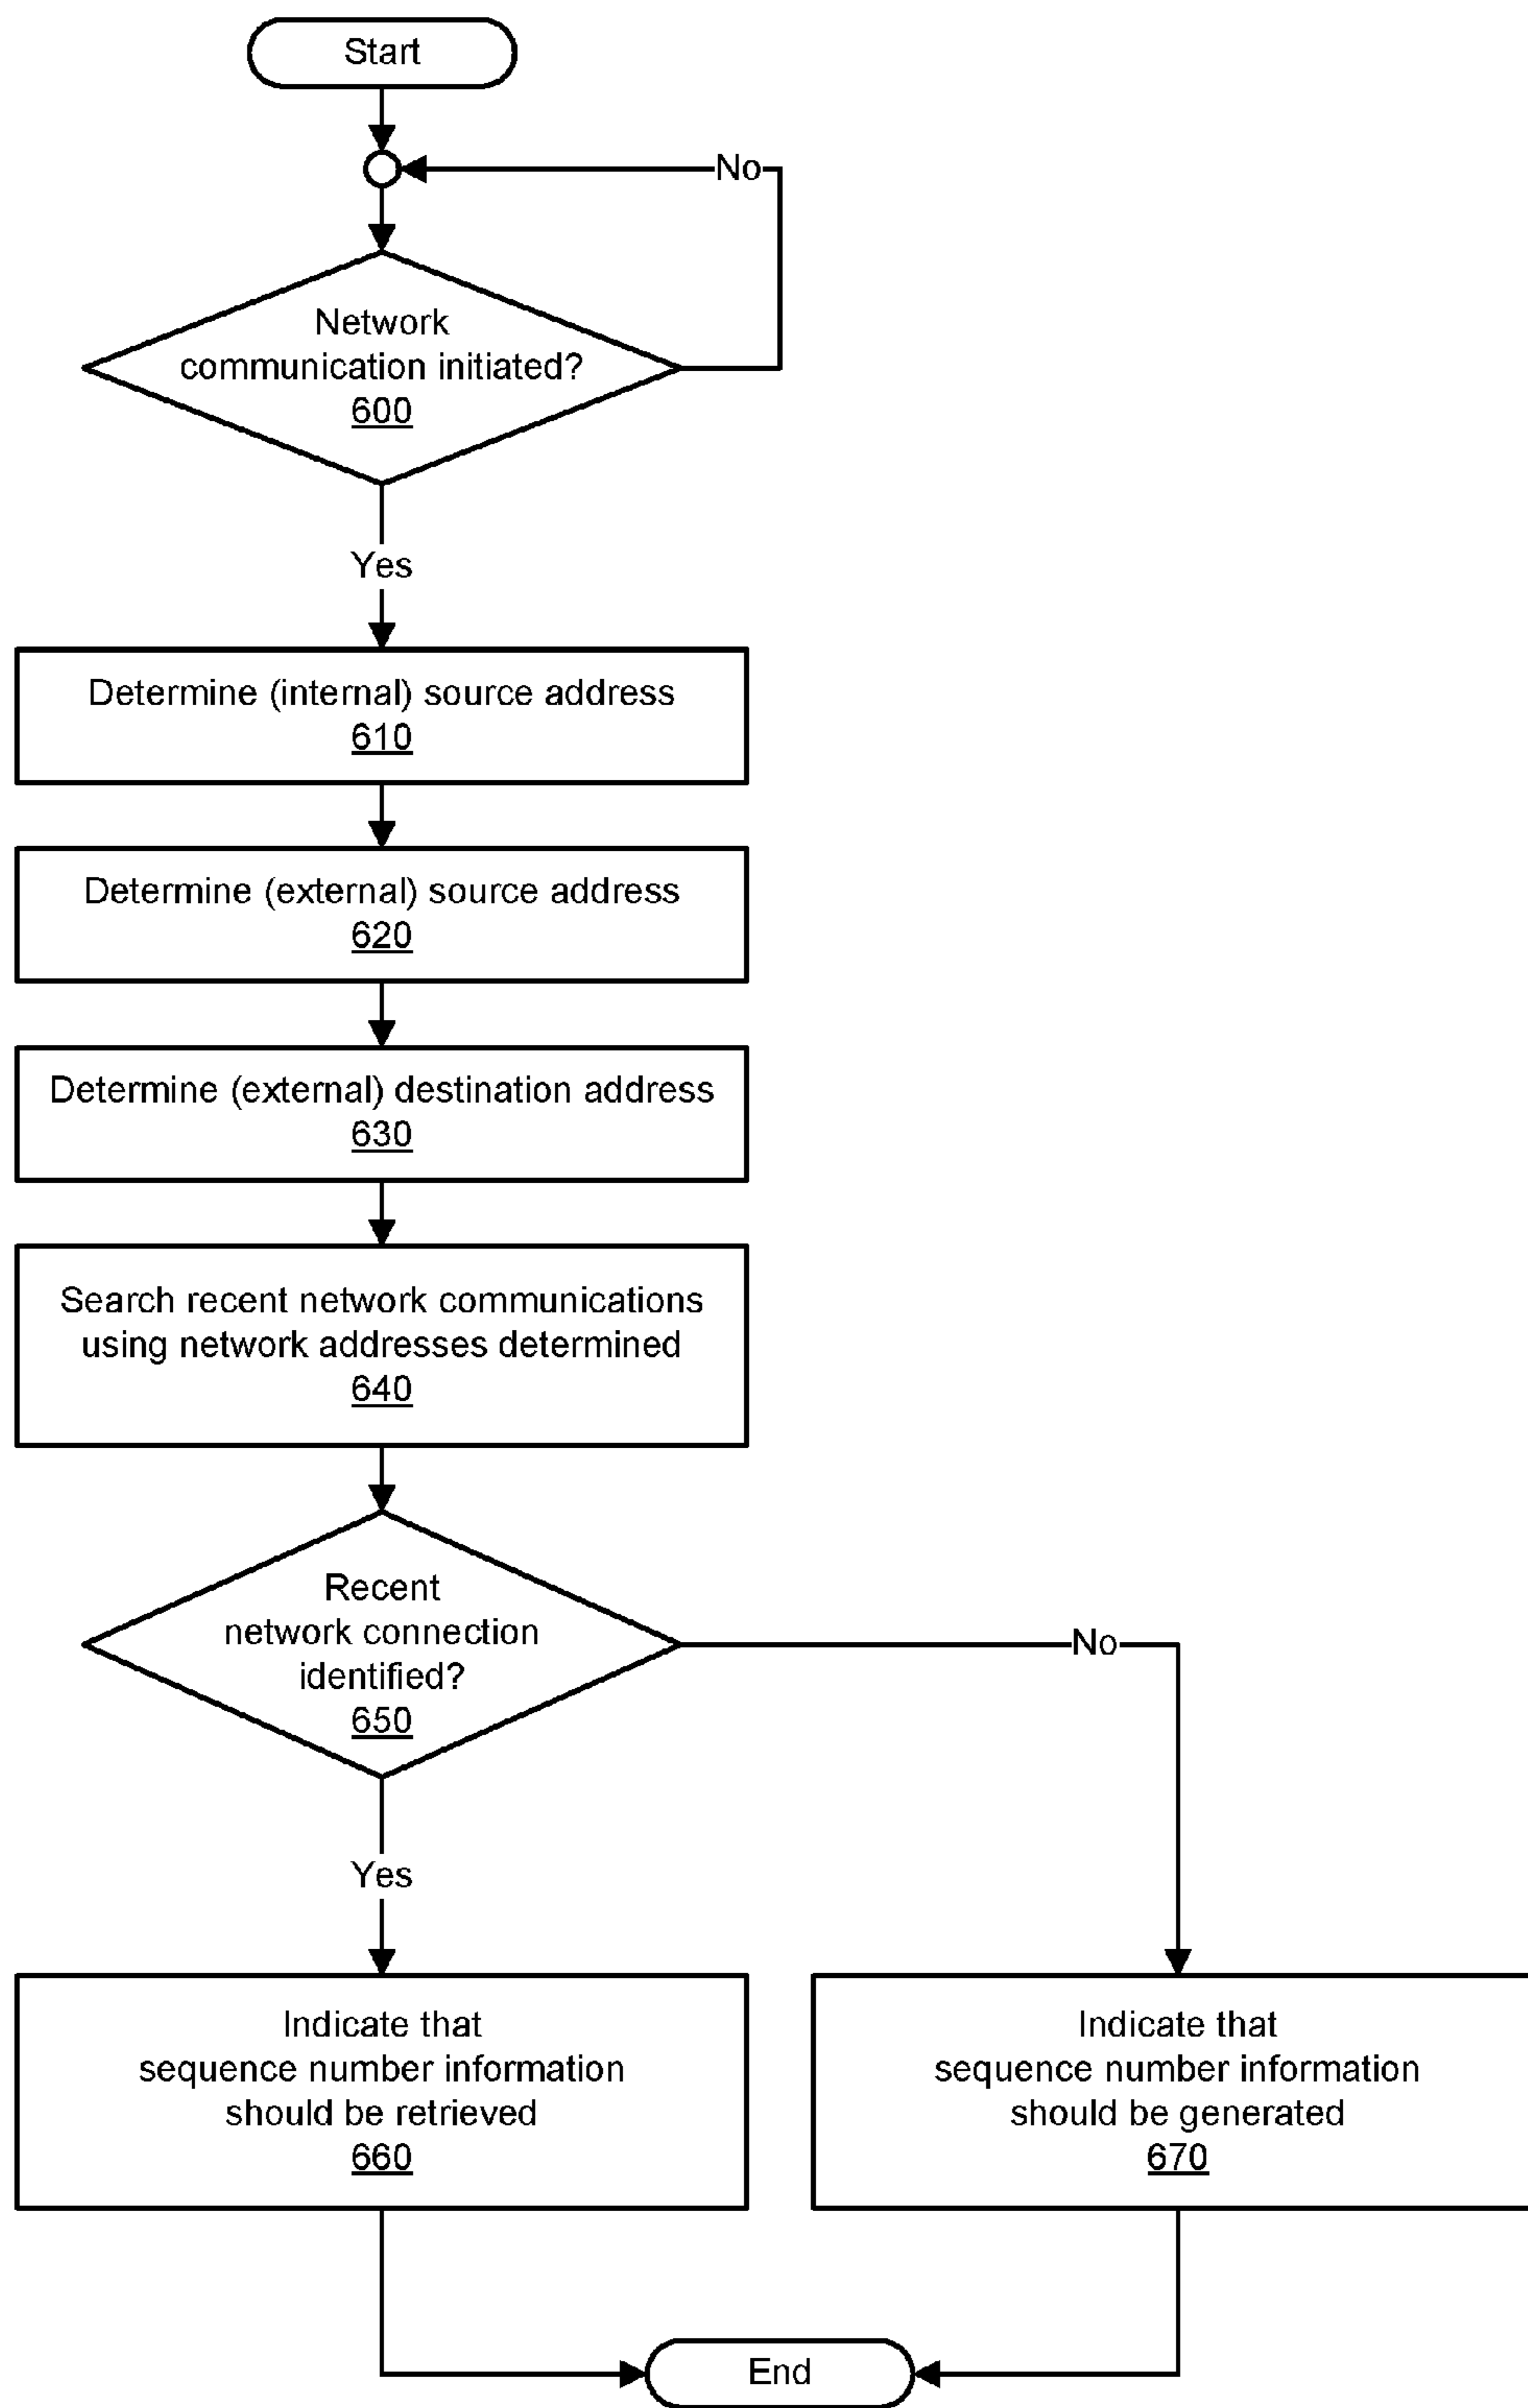 Start
No
Network
communication initiated?
600
Yes
Determine (internal) source address
610
Determine (external) source address
620
Determine (external) destination address
630
Search recent network communications
using network addresses determined
640
Recent
network connection
identified?
650
No
Yes
Indicate that
sequence number information
should be retrieved
660
Indicate that
sequence number information
should be generated
670
End